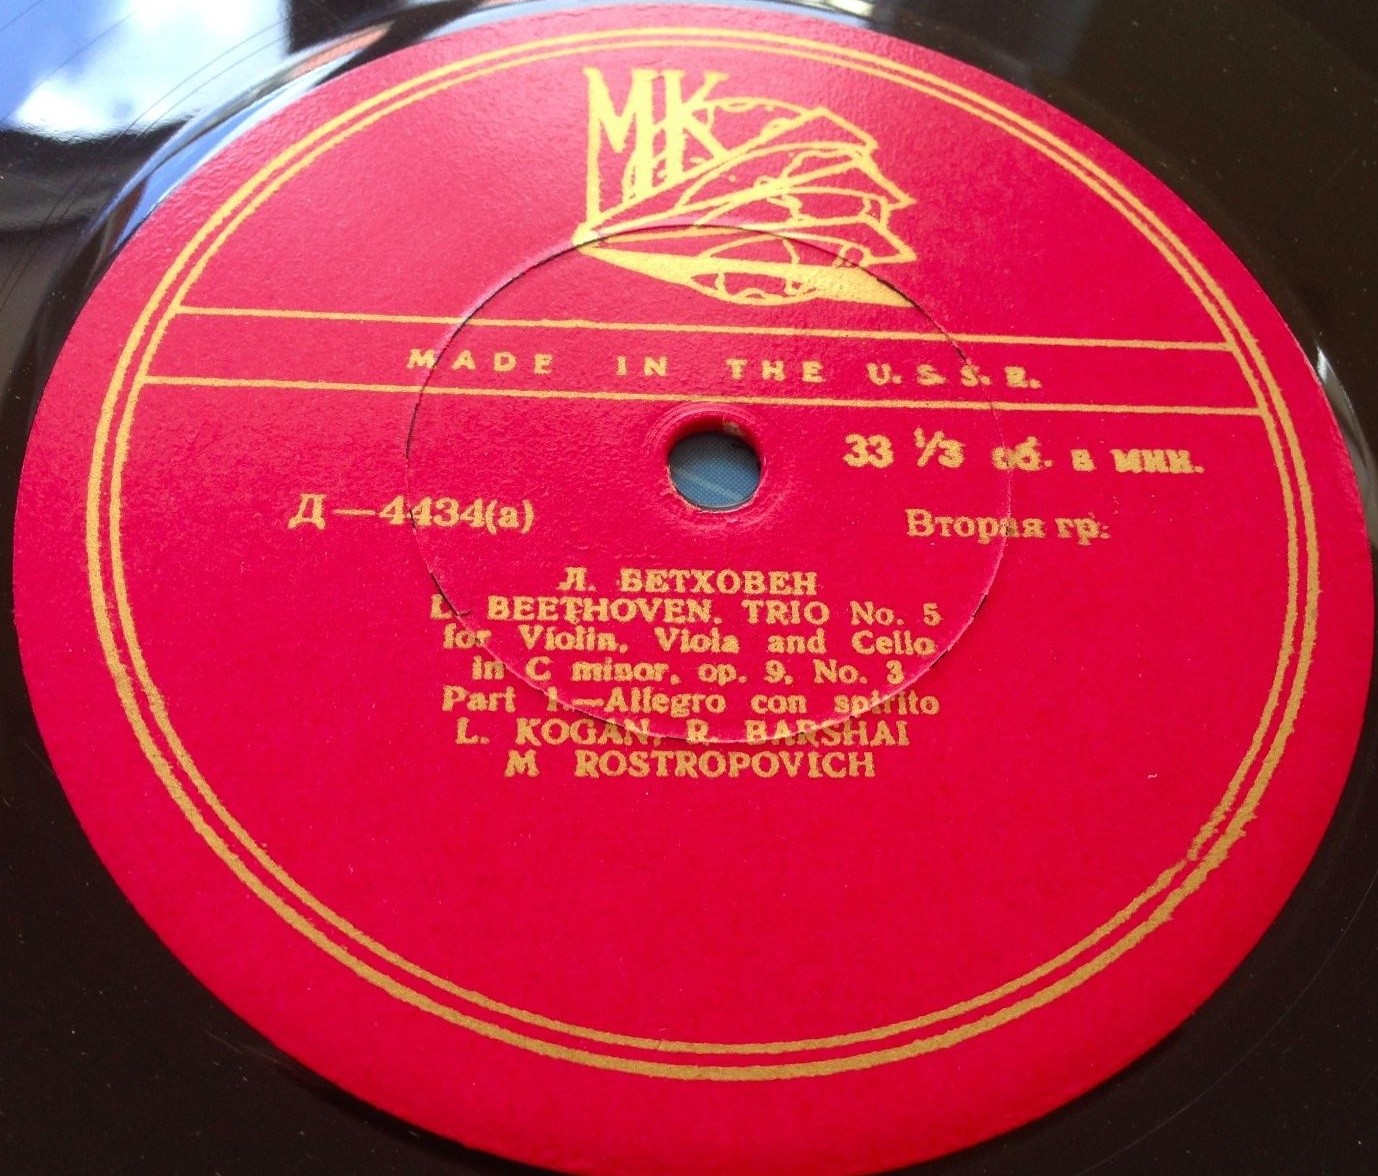 МК
MADE IN THE U.S.S.R.
33 1/3 об. в мин.
Д—4434(а)
Вторая гр.
Л. БЕТХОВЕН
L. BEETHOVEN. TRIO No. 5
for Violin, Viola and Cello
in C minor, op. 9, No. 3
Part 1.—Allegro con spirito
L. KOGAN, R. BARSHAI
M ROSTROPOVICH